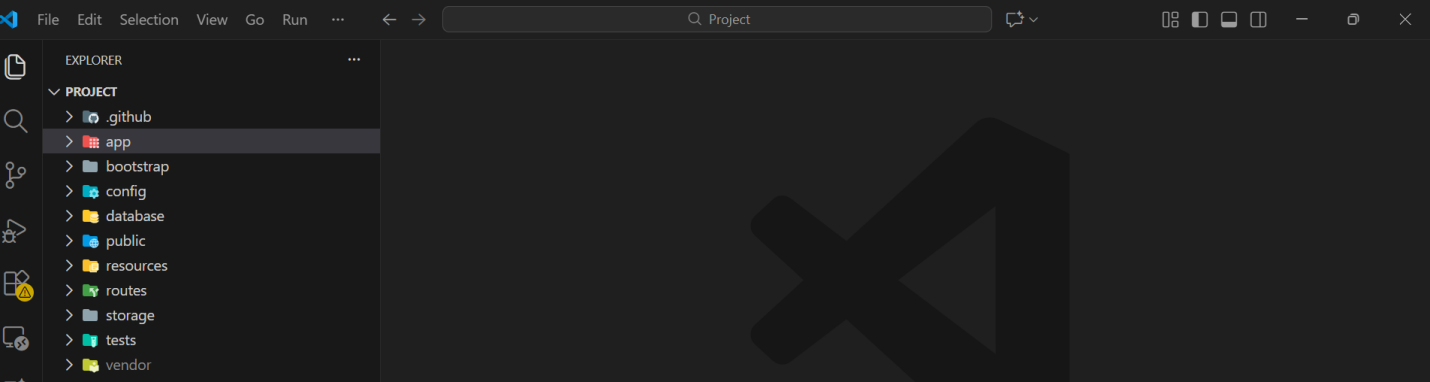 File Edit Selection View Go Run ··· Project
EXPLORER ···
PROJECT
.github
app
bootstrap
config
database
public
resources
routes
storage
tests
vendor